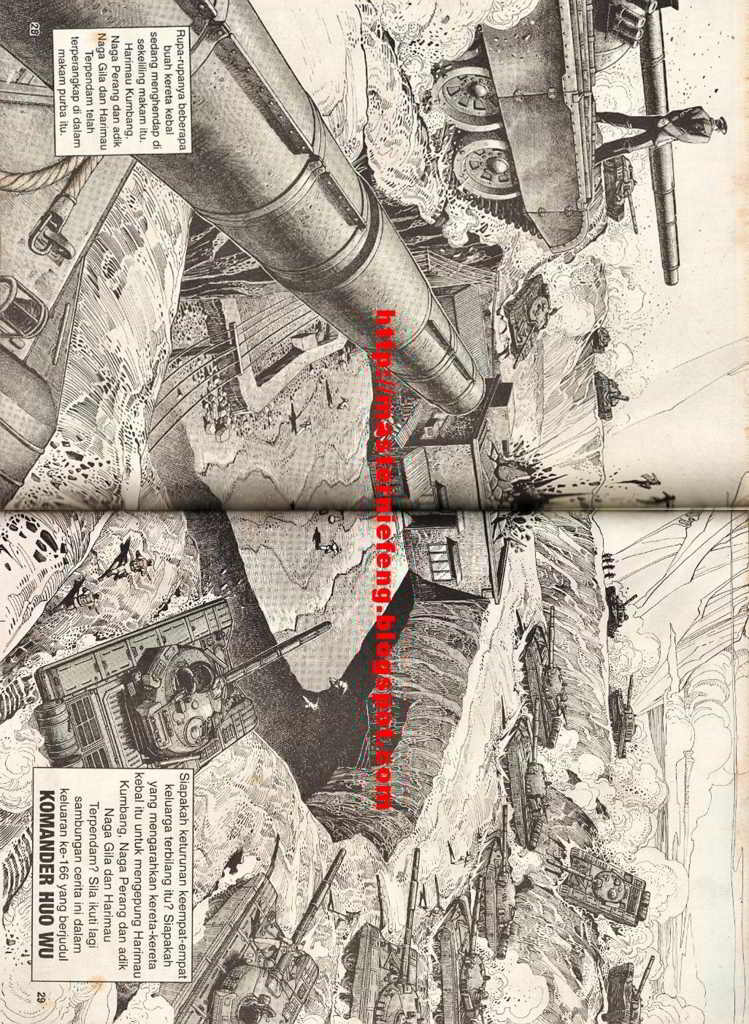 Rupa-rupanya beberapa
buah kereta kebal
sedang menghendap di
sekeliling makam itu.
Harimau Kumbang,
Naga Perang dan adik
Naga Gila dan Harimau
Terpendam telah
terperangkap di dalam
makam purba itu.
28
http://masterniefeng.blogspot.com
Siapakah keturunan keempat-empat
keluarga terbilang itu? Siapakah
yang mengarahkan kereta-kereta
kebal itu untuk mengepung Harimau
Kumbang, Naga Perang dan adik
Naga Gila dan Harimau
Terpendam? Sila ikuti lagi
sambungan cerita ini dalam
keluaran ke-166 yang berjudul
KOMANDER HUO WU
29